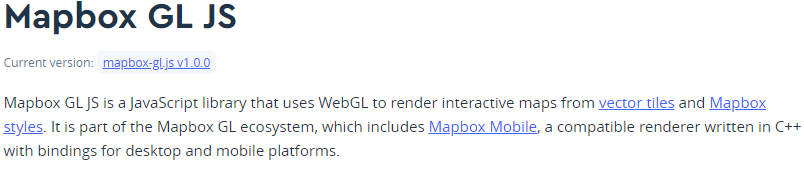 Mapbox GL JS
Current version: mapbox-gl.js v1.0.0
Mapbox GL JS is a JavaScript library that uses WebGL to render interactive maps from vector tiles and Mapbox
styles. It is part of the Mapbox GL ecosystem, which includes Mapbox Mobile, a compatible renderer written in C++
with bindings for desktop and mobile platforms.